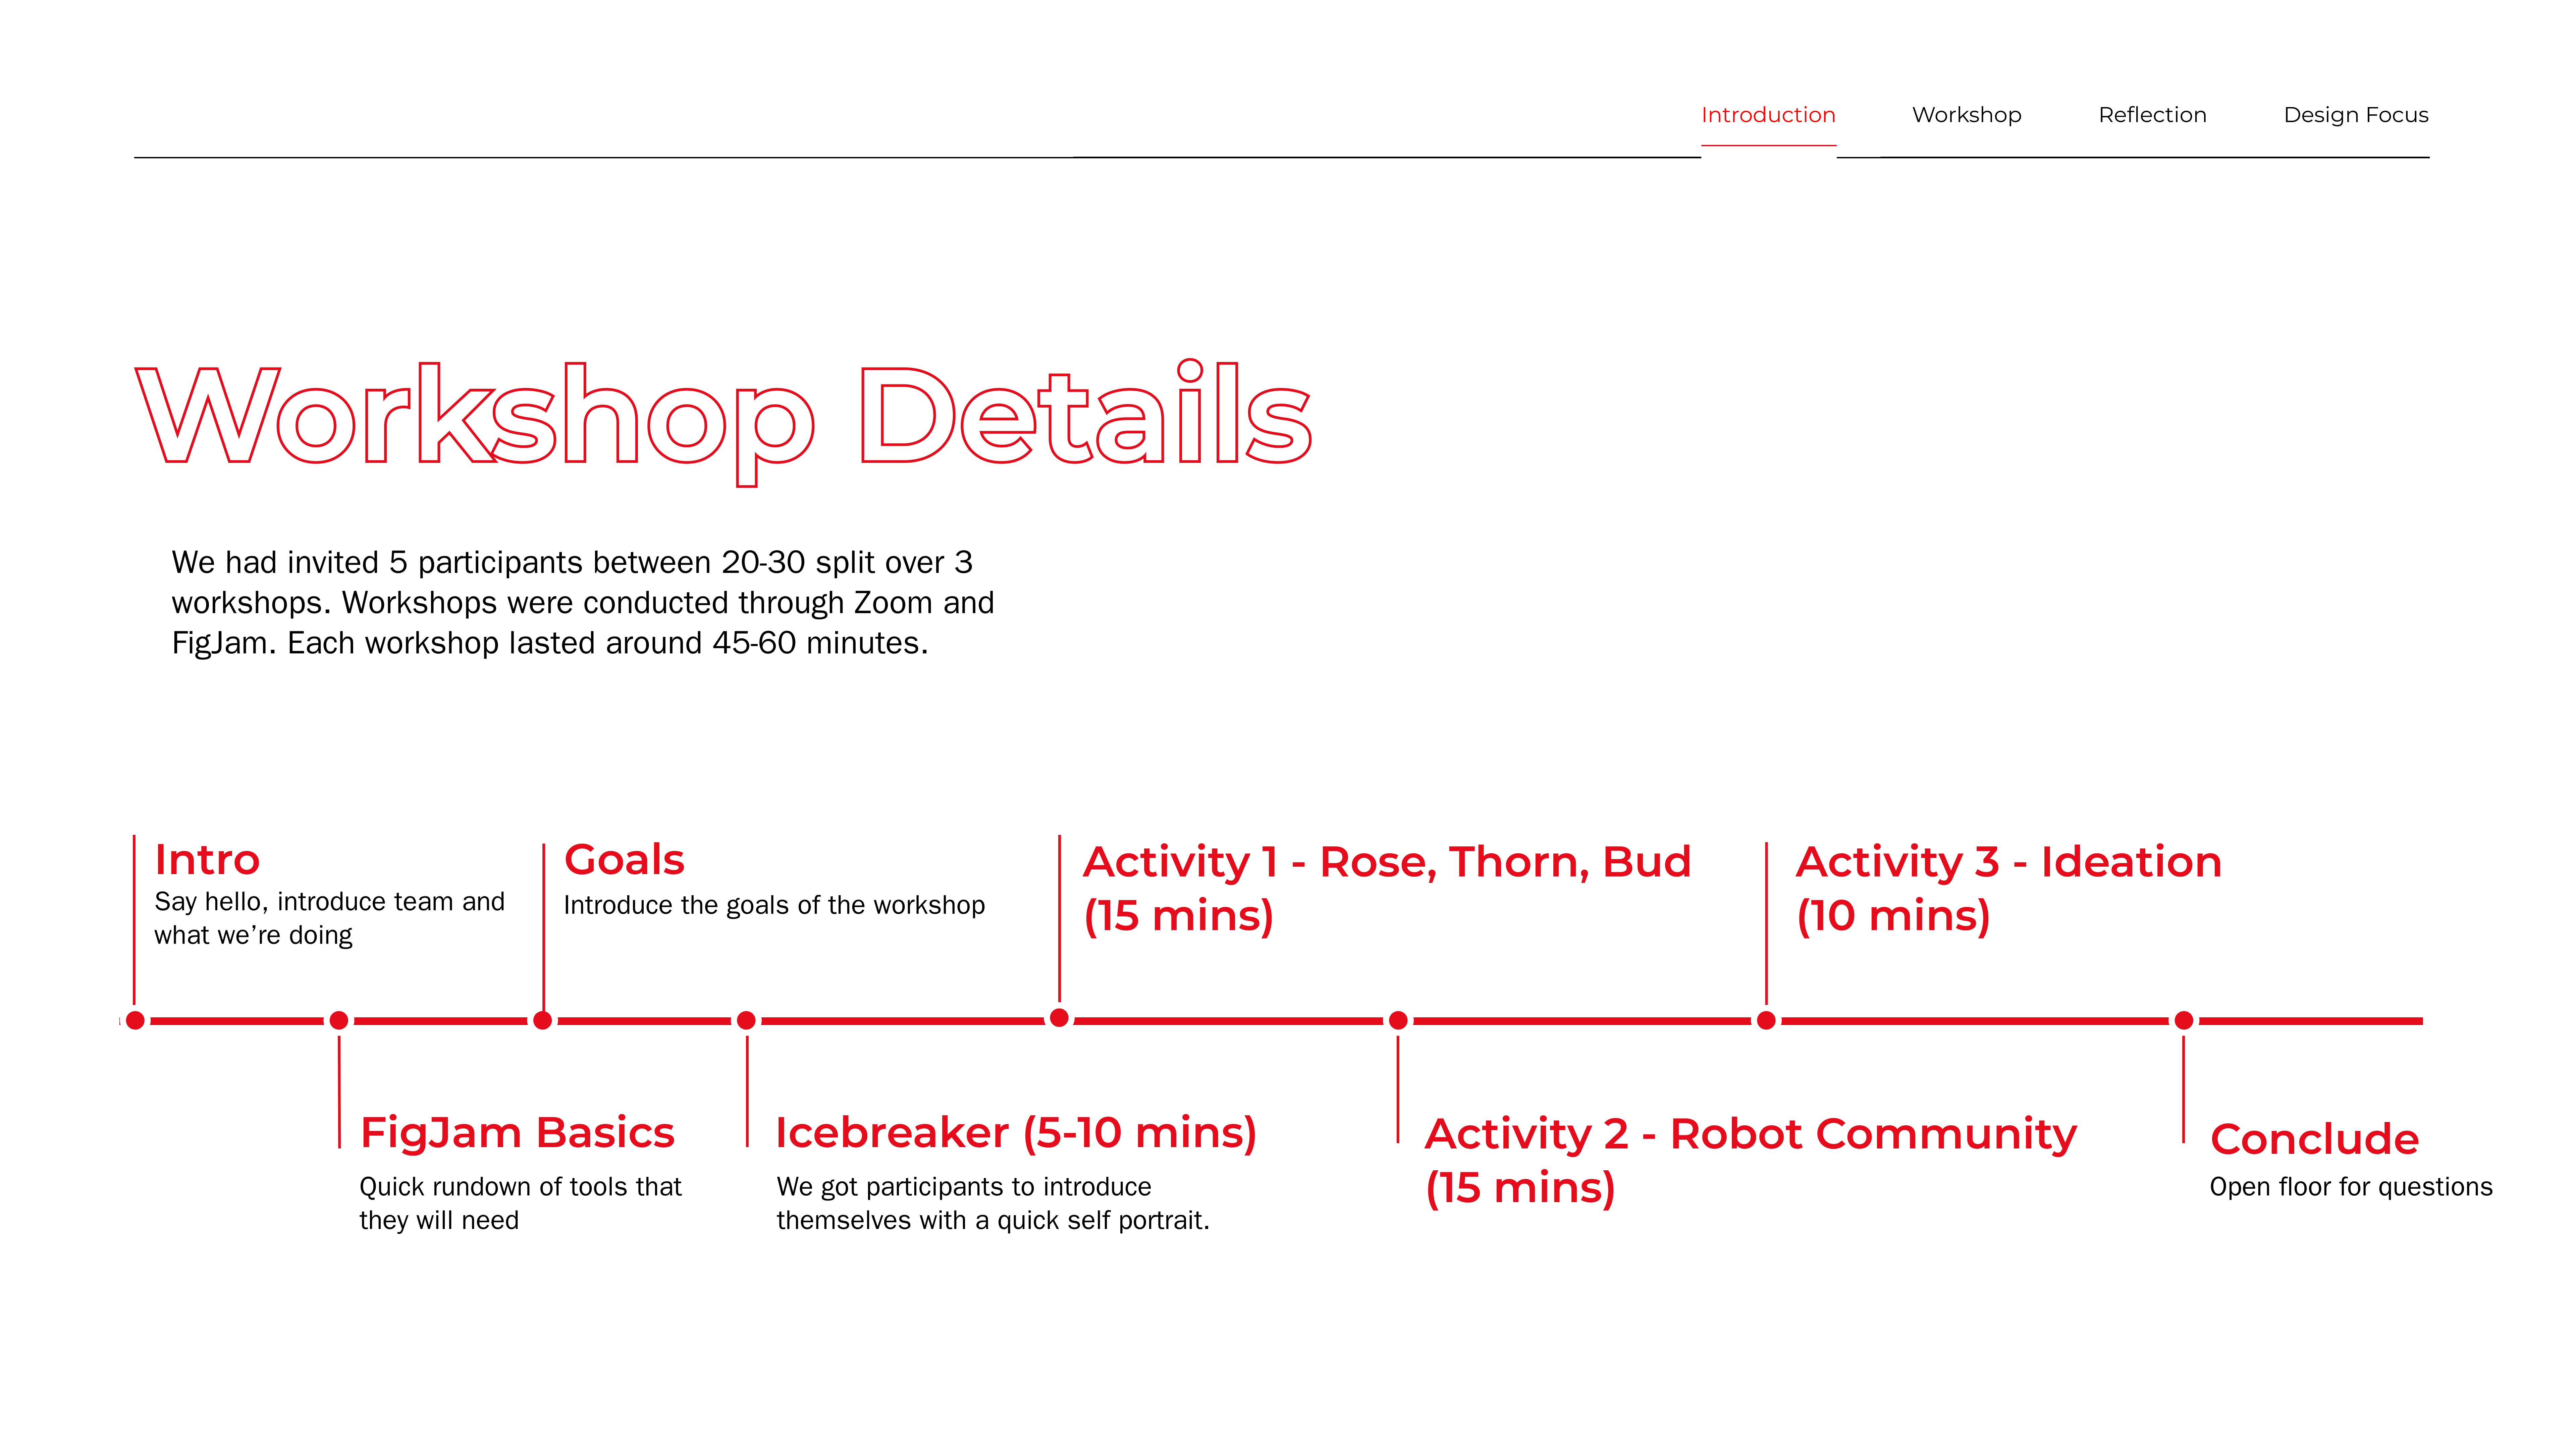 Introduction
Workshop
Reflection
Design Focus
Workshop Details
We had invited 5 participants between 20-30 split over 3
workshops. Workshops were conducted through Zoom and
FigJam. Each workshop lasted around 45-60 minutes.
Intro
Say hello, introduce team and
what we’re doing
FigJam Basics
Quick rundown of tools that
they will need
Goals
Introduce the goals of the workshop
Icebreaker (5-10 mins)
We got participants to introduce
themselves with a quick self portrait.
Activity 1 - Rose, Thorn, Bud
(15 mins)
Activity 2 - Robot Community
(15 mins)
Activity 3 - Ideation
(10 mins)
Conclude
Open floor for questions